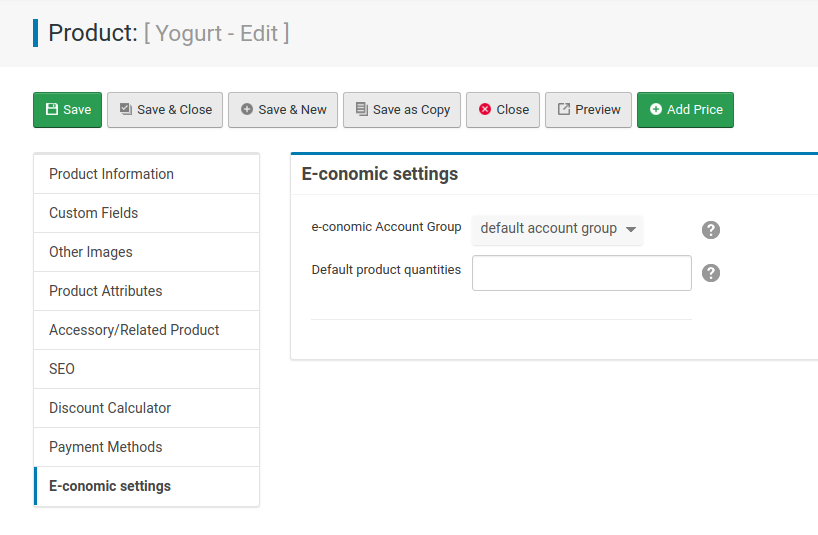 Product: [ Yogurt - Edit ]
Save
Save & Close
Save & New
Save as Copy
Close
Preview
Add Price
Product Information
Custom Fields
Other Images
Product Attributes
Accessory/Related Product
SEO
Discount Calculator
Payment Methods
E-conomic settings
E-conomic settings
e-conomic Account Group
default account group
?
Default product quantities
?